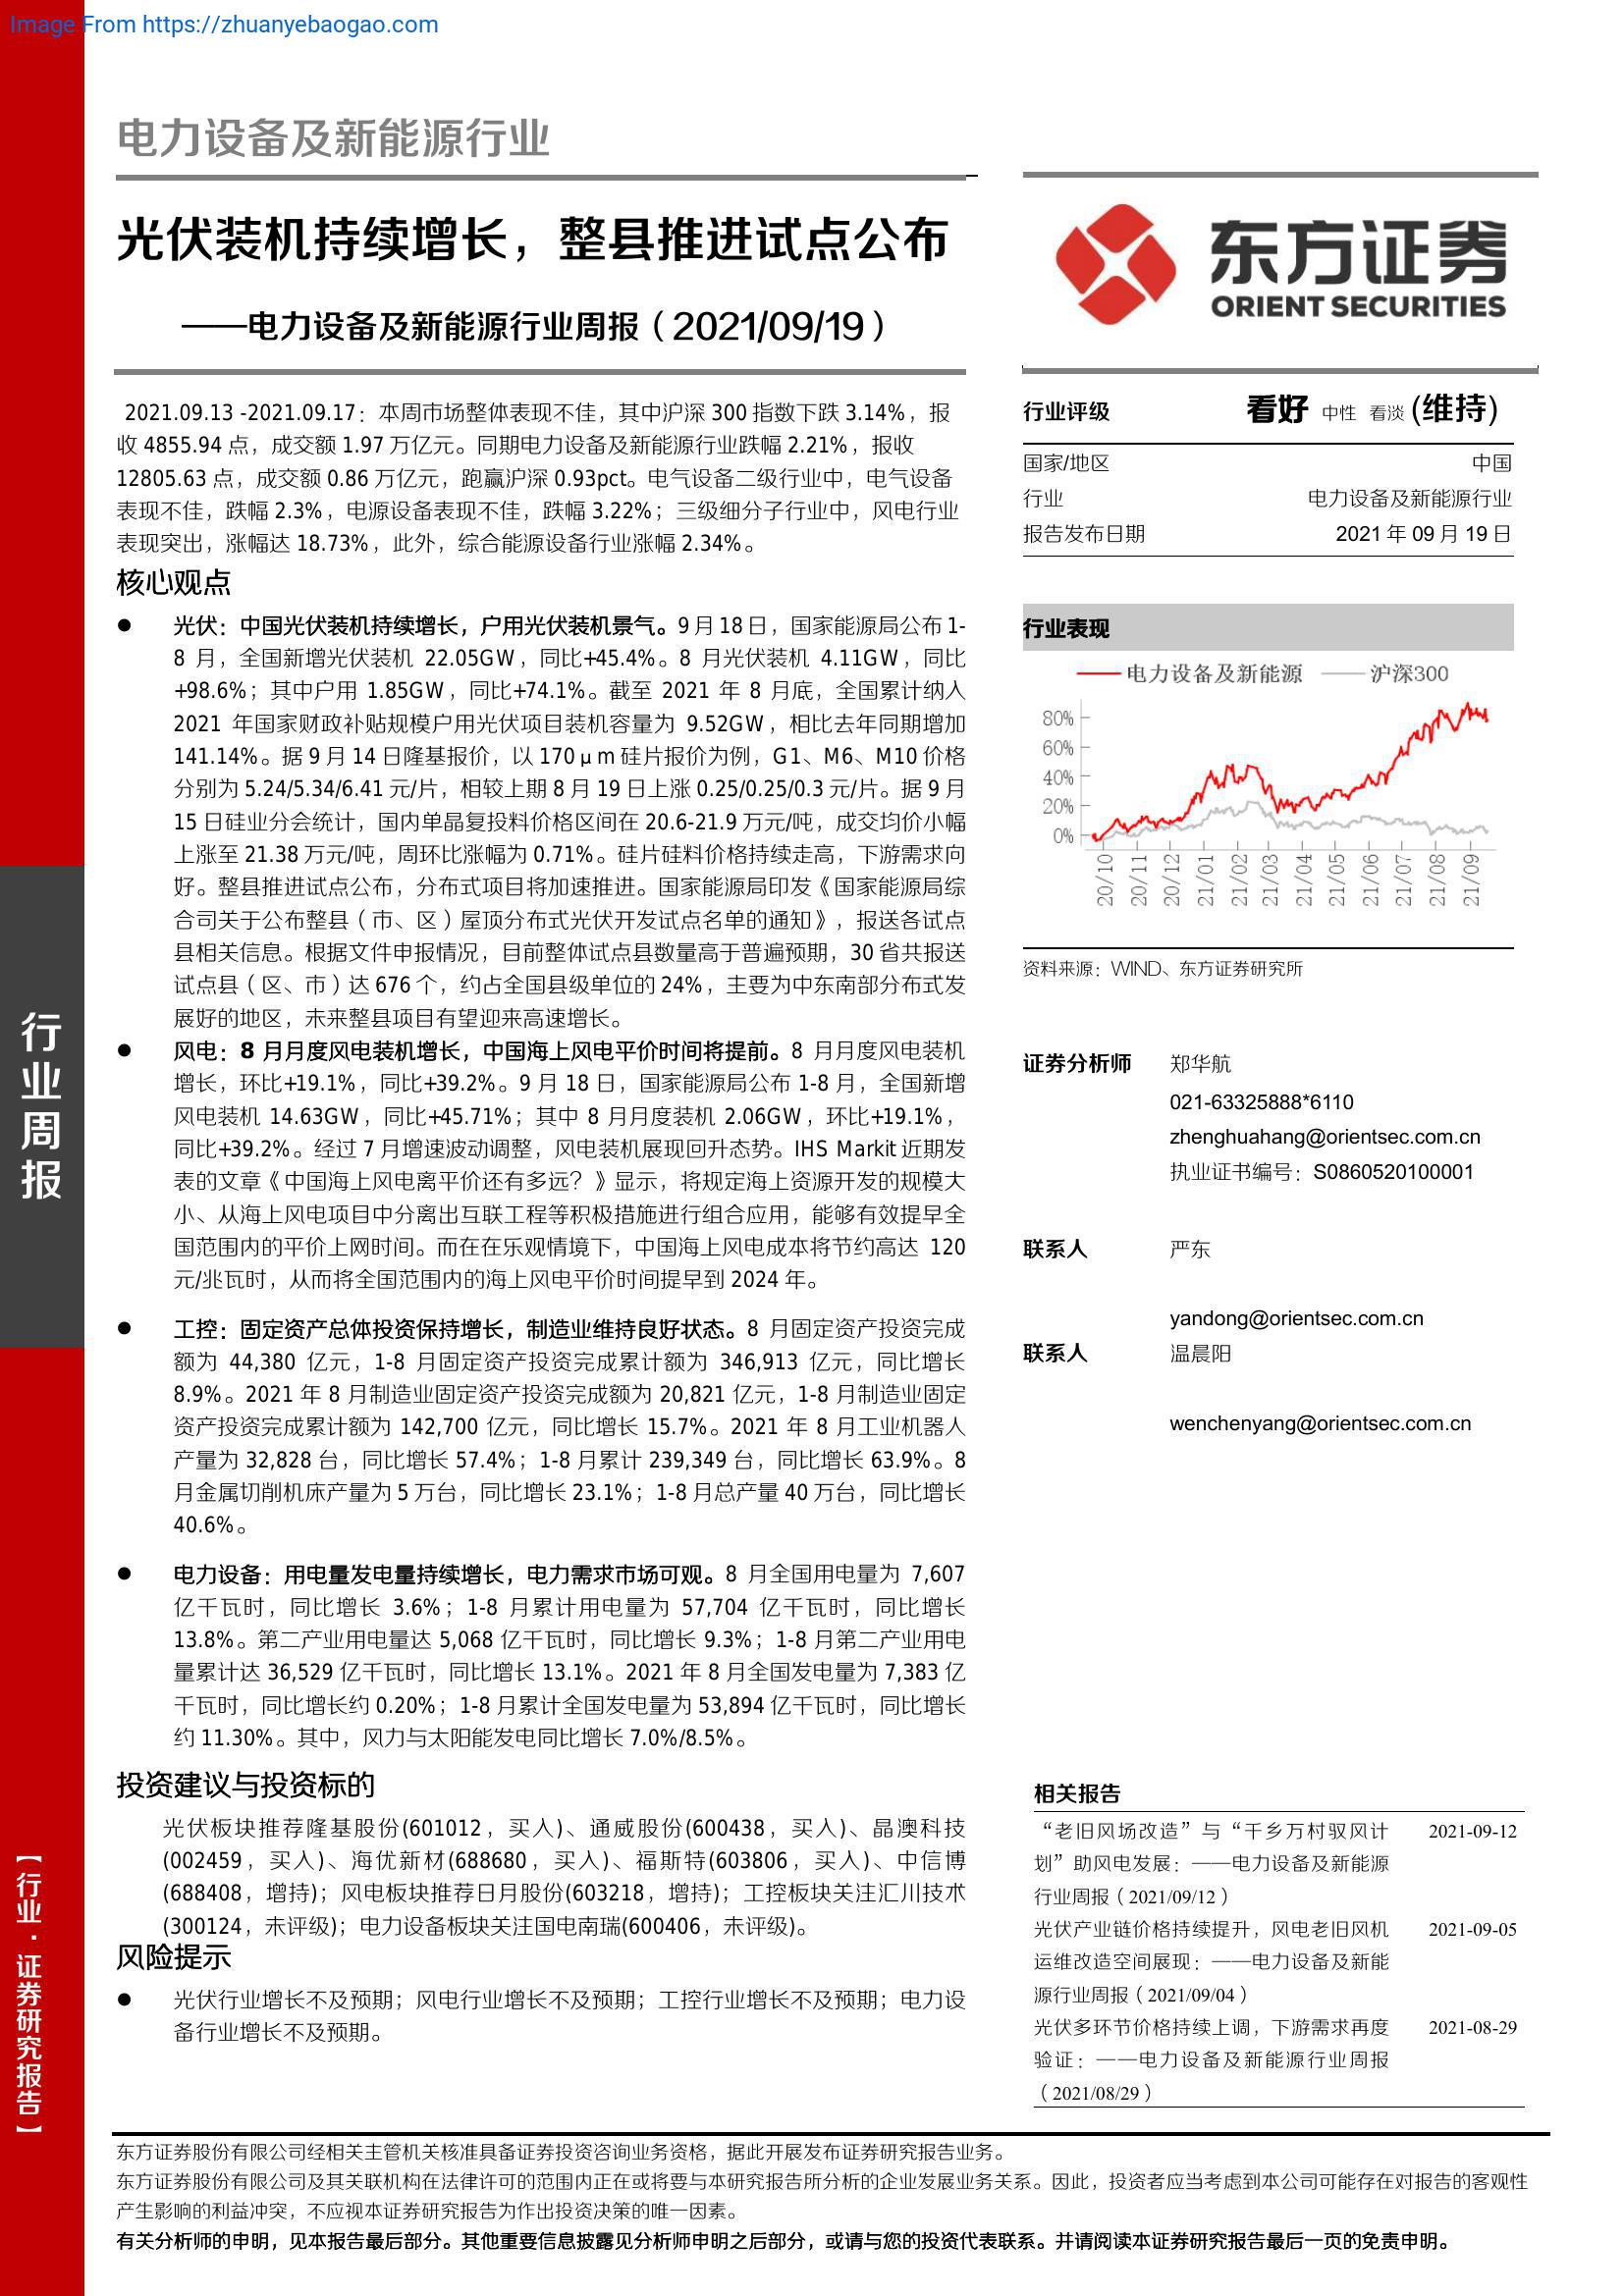 Image From https://zhuanyebaogao.com
电力设备及新能源行业
光伏装机持续增长，整县推进试点公布
——电力设备及新能源行业周报（2021/09/19）
2021.09.13 -2021.09.17：本周市场整体表现不佳，其中沪深 300 指数下跌 3.14%，报
收 4855.94 点，成交额 1.97 万亿元。同期电力设备及新能源行业跌幅 2.21%，报收
12805.63 点，成交额 0.86 万亿元，跑赢沪深 0.93pct。电气设备二级行业中，电气设备
表现不佳，跌幅 2.3%，电源设备表现不佳，跌幅 3.22%；三级细分子行业中，风电行业
表现突出，涨幅达 18.73%，此外，综合能源设备行业涨幅 2.34%。
核心观点
● 光伏：中国光伏装机持续增长，户用光伏装机景气。9 月 18 日，国家能源局公布 1-
8 月，全国新增光伏装机 22.05GW，同比+45.4%。8 月光伏装机 4.11GW，同比
+98.6%；其中户用 1.85GW，同比+74.1%。截至 2021 年 8 月底，全国累计纳入
2021 年国家财政补贴规模户用光伏项目装机容量为 9.52GW，相比去年同期增加
141.14%。据 9 月 14 日隆基报价，以 170μm 硅片报价为例，G1、M6、M10 价格
分别为 5.24/5.34/6.41 元/片，相较上期 8 月 19 日上涨 0.25/0.25/0.3 元/片。据 9 月
15 日硅业分会统计，国内单晶复投料价格区间在 20.6-21.9 万元/吨，成交均价小幅
上涨至 21.38 万元/吨，周环比涨幅为 0.71%。硅片硅料价格持续走高，下游需求向
好。整县推进试点公布，分布式项目将加速推进。国家能源局印发《国家能源局综
合司关于公布整县（市、区）屋顶分布式光伏开发试点名单的通知》，报送各试点
县相关信息。根据文件申报情况，目前整体试点县数量高于普遍预期，30 省共报送
试点县（区、市）达 676 个，约占全国县级单位的 24%，主要为中东南部分布式发
展好的地区，未来整县项目有望迎来高速增长。
● 风电：8 月月度风电装机增长，中国海上风电平价时间将提前。8 月月度风电装机
增长，环比+19.1%，同比+39.2%。9 月 18 日，国家能源局公布 1-8 月，全国新增
风电装机 14.63GW，同比+45.71%；其中 8 月月度装机 2.06GW，环比+19.1%，
同比+39.2%。经过 7 月增速波动调整，风电装机展现回升态势。IHS Markit 近期发
表的文章《中国海上风电离平价还有多远？》显示，将规定海上资源开发的规模大
小、从海上风电项目中分离出互联工程等积极措施进行组合应用，能够有效提早全
国范围内的平价上网时间。而在在乐观情境下，中国海上风电成本将节约高达 120
元/兆瓦时，从而将全国范围内的海上风电平价时间提早到 2024 年。
● 工控：固定资产总体投资保持增长，制造业维持良好状态。8 月固定资产投资完成
额为 44,380 亿元，1-8 月固定资产投资完成累计额为 346,913 亿元，同比增长
8.9%。2021 年 8 月制造业固定资产投资完成额为 20,821 亿元，1-8 月制造业固定
资产投资完成累计额为 142,700 亿元，同比增长 15.7%。2021 年 8 月工业机器人
产量为 32,828 台，同比增长 57.4%；1-8 月累计 239,349 台，同比增长 63.9%。8
月金属切削机床产量为 5 万台，同比增长 23.1%；1-8 月总产量 40 万台，同比增长
40.6%。
● 电力设备：用电量发电量持续增长，电力需求市场可观。8 月全国用电量为 7,607
亿千瓦时，同比增长 3.6%；1-8 月累计用电量为 57,704 亿千瓦时，同比增长
13.8%。第二产业用电量达 5,068 亿千瓦时，同比增长 9.3%；1-8 月第二产业用电
量累计达 36,529 亿千瓦时，同比增长 13.1%。2021 年 8 月全国发电量为 7,383 亿
千瓦时，同比增长约 0.20%；1-8 月累计全国发电量为 53,894 亿千瓦时，同比增长
约 11.30%。其中，风力与太阳能发电同比增长 7.0%/8.5%。
投资建议与投资标的
光伏板块推荐隆基股份(601012，买入)、通威股份(600438，买入)、晶澳科技
(002459，买入)、海优新材(688680，买入)、福斯特(603806，买入)、中信博
(688408，增持)；风电板块推荐日月股份(603218，增持)；工控板块关注汇川技术
(300124，未评级)；电力设备板块关注国电南瑞(600406，未评级)。
风险提示
● 光伏行业增长不及预期；风电行业增长不及预期；工控行业增长不及预期；电力设
备行业增长不及预期。
东方证券
ORIENT SECURITIES
行业评级 看好 中性 看淡 (维持)
国家/地区 中国
行业 电力设备及新能源行业
报告发布日期 2021 年 09 月 19 日
行业表现
电力设备及新能源 沪深300
80%
60%
40%
20%
0%
20/10 20/11 20/12 21/01 21/02 21/03 21/04 21/05 21/06 21/07 21/08 21/09
资料来源：WIND、东方证券研究所
证券分析师 郑华航
021-63325888*6110
zhenghuahang@orientsec.com.cn
执业证书编号：S0860520100001
联系人 严东
yandong@orientsec.com.cn
联系人 温晨阳
wenchenyang@orientsec.com.cn
相关报告
“老旧风场改造”与“千乡万村驭风计 2021-09-12
划”助风电发展：——电力设备及新能源
行业周报（2021/09/12）
光伏产业链价格持续提升，风电老旧风机 2021-09-05
运维改造空间展现：——电力设备及新能
源行业周报（2021/09/04）
光伏多环节价格持续上调，下游需求再度 2021-08-29
验证：——电力设备及新能源行业周报
（2021/08/29）
行业周报
【行业·证券研究报告】
东方证券股份有限公司经相关主管机关核准具备证券投资咨询业务资格，据此开展发布证券研究报告业务。
东方证券股份有限公司及其关联机构在法律许可的范围内正在或将要与本研究报告所分析的企业发展业务关系。因此，投资者应当考虑到本公司可能存在对报告的客观性
产生影响的利益冲突，不应视本证券研究报告为作出投资决策的唯一因素。
有关分析师的申明，见本报告最后部分。其他重要信息披露见分析师申明之后部分，或请与您的投资代表联系。并请阅读本证券研究报告最后一页的免责申明。